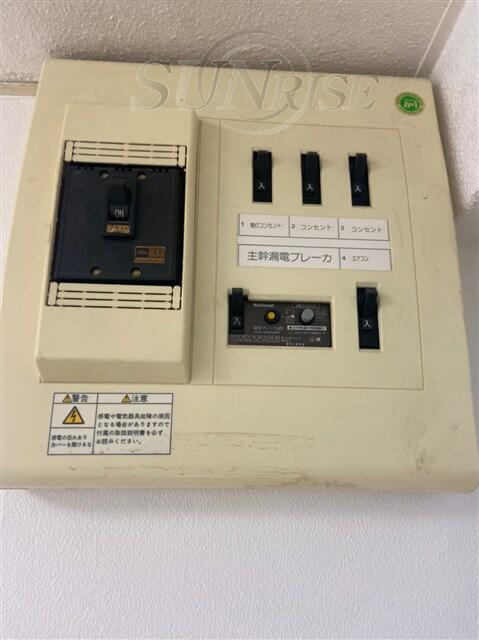 SUNRISE
入 入 入
ON
1 電灯コンセント 2 コンセント 3 コンセント
主幹漏電ブレーカ 4 エアコン
入 National 入
⚠警告 ⚠注意
感電の恐れあり
カバーを開けるな
感電や電気器具故障の原因
となる場合がありますので
付属の取扱説明書を必ず
お読みください。